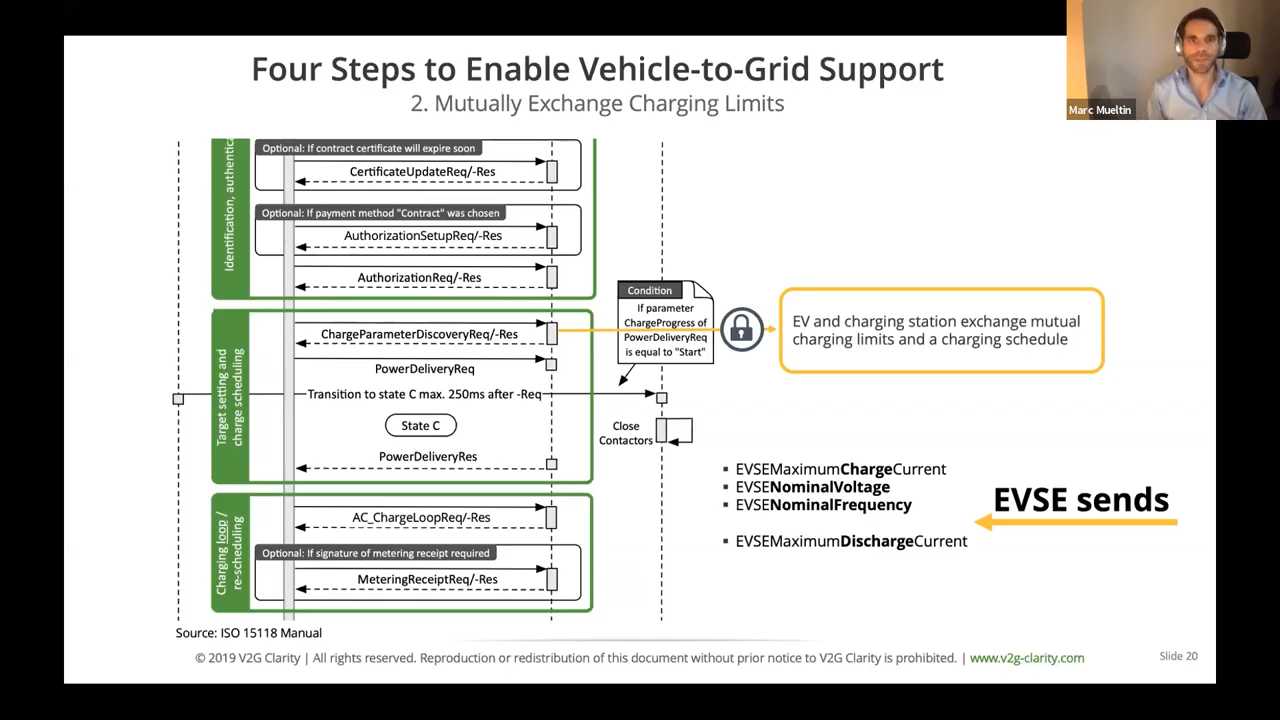 Four Steps to Enable Vehicle-to-Grid Support
2. Mutually Exchange Charging Limits
Marc Mueltin
Identification, authentica
Optional: If contract certificate will expire soon
CertificateUpdateReq/-Res
Optional: If payment method "Contract" was chosen
AuthorizationSetupReq/-Res
AuthorizationReq/-Res
Target setting and
charge scheduling
ChargeParameterDiscoveryReq/-Res
PowerDeliveryReq
Transition to state C max. 250ms after -Req
State C
PowerDeliveryRes
Condition
If parameter
ChargeProgress of
PowerDeliveryReq
is equal to "Start"
Close
Contactors
EV and charging station exchange mutual
charging limits and a charging schedule
Charging loop /
re-scheduling
AC_ChargeLoopReq/-Res
Optional: If signature of metering receipt required
MeteringReceiptReq/-Res
▪ EVSEMaximumChargeCurrent
▪ EVSENominalVoltage
▪ EVSENominalFrequency
▪ EVSEMaximumDischargeCurrent
EVSE sends
Source: ISO 15118 Manual
© 2019 V2G Clarity | All rights reserved. Reproduction or redistribution of this document without prior notice to V2G Clarity is prohibited. | www.v2g-clarity.com
Slide 20